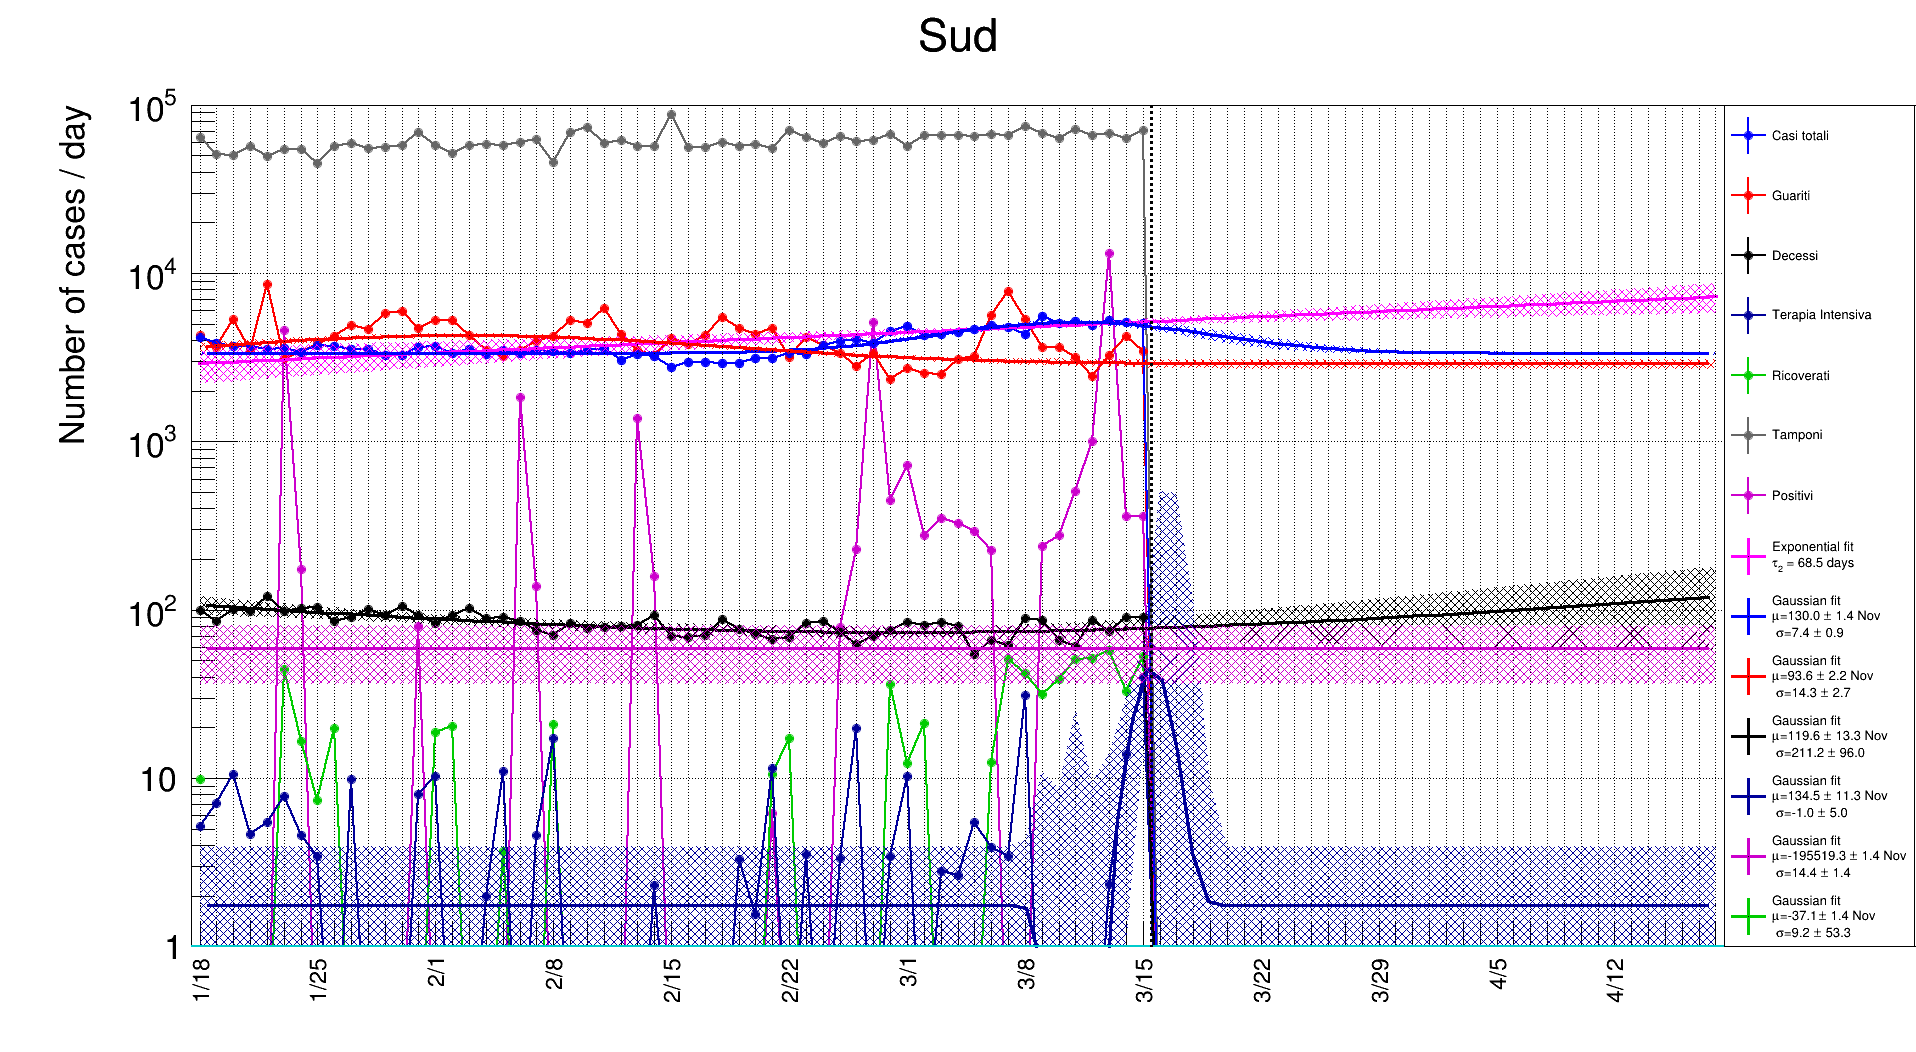 Sud
Number of cases / day
10^5
10^4
10^3
10^2
10
1
1/18
1/25
2/1
2/8
2/15
2/22
3/1
3/8
3/15
3/22
3/29
4/5
4/12
Casi totali
Guariti
Decessi
Terapia Intensiva
Ricoverati
Tamponi
Positivi
Exponential fit
τ₂ = 68.5 days
Gaussian fit
μ=130.0 ± 1.4 Nov
σ=7.4 ± 0.9
Gaussian fit
μ=93.6 ± 2.2 Nov
σ=14.3 ± 2.7
Gaussian fit
μ=119.6 ± 13.3 Nov
σ=211.2 ± 96.0
Gaussian fit
μ=134.5 ± 11.3 Nov
σ=-1.0 ± 5.0
Gaussian fit
μ=-195519.3 ± 1.4 Nov
σ=14.4 ± 1.4
Gaussian fit
μ=-37.1 ± 1.4 Nov
σ=9.2 ± 53.3